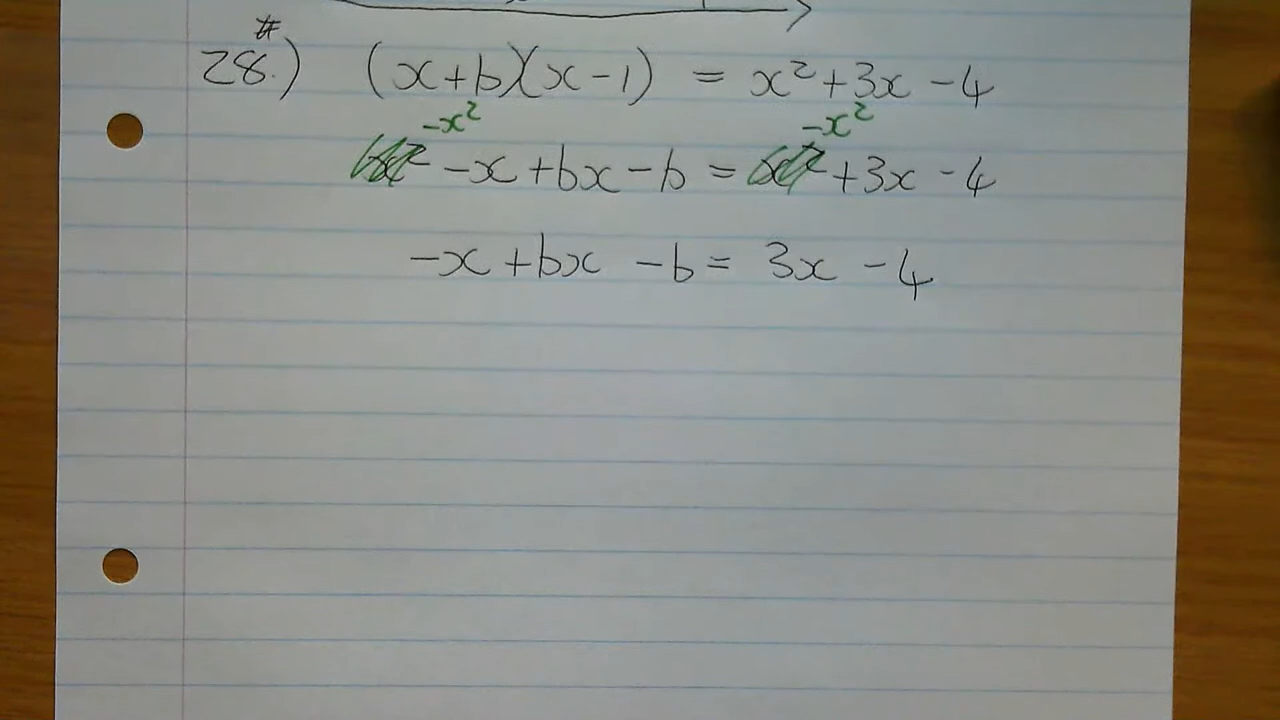 #
28.) (x+b)(x-1) = x²+3x-4
-x² -x²
x² -x+bx-b = x²+3x-4
-x+bx-b = 3x-4